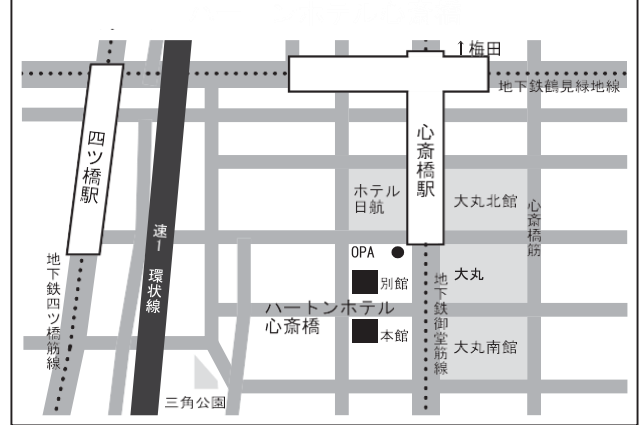 ↑梅田
地下鉄鶴見緑地線
四ツ橋駅
心斎橋駅
ホテル
日航
大丸北館
心斎橋筋
速1 環状線
OPA
別館
大丸
地下鉄四ツ橋筋線
地下鉄御堂筋線
ハートンホテル
心斎橋
本館
大丸南館
三角公園